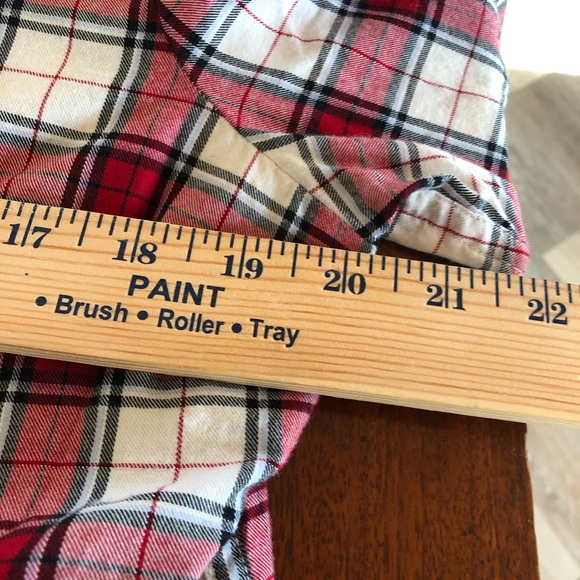 17 18 19 20 21 22
PAINT
• Brush • Roller • Tray